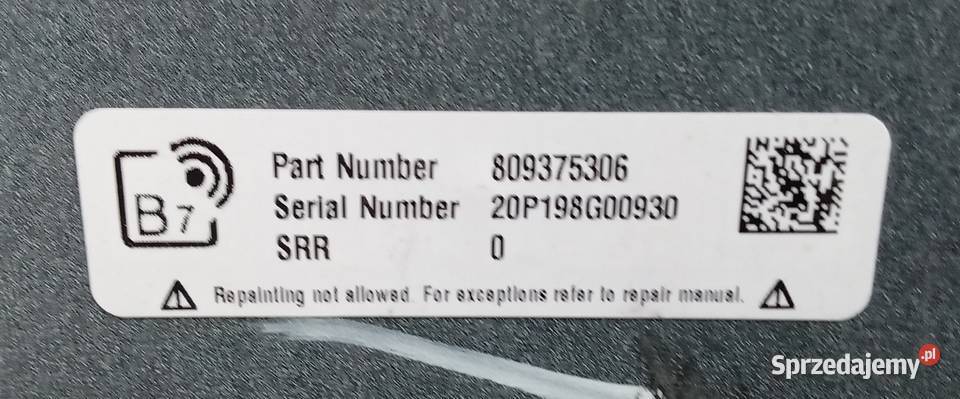 B7
Part Number 809375306
Serial Number 20P198G00930
SRR 0
Repainting not allowed. For exceptions refer to repair manual.
Sprzedajemy.pl